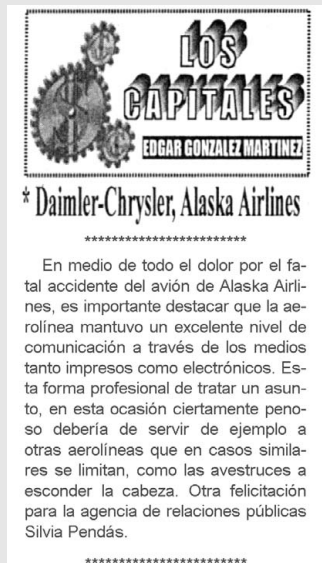 LOS
CAPITALES
EDGAR GONZALEZ MARTINEZ
* Daimler-Chrysler, Alaska Airlines
************************
En medio de todo el dolor por el fa-
tal accidente del avión de Alaska Airli-
nes, es importante destacar que la ae-
rolínea mantuvo un excelente nivel de
comunicación a través de los medios
tanto impresos como electrónicos. Es-
ta forma profesional de tratar un asun-
to, en esta ocasión ciertamente peno-
so debería de servir de ejemplo a
otras aerolíneas que en casos simila-
res se limitan, como las avestruces a
esconder la cabeza. Otra felicitación
para la agencia de relaciones públicas
Silvia Pendás.
************************